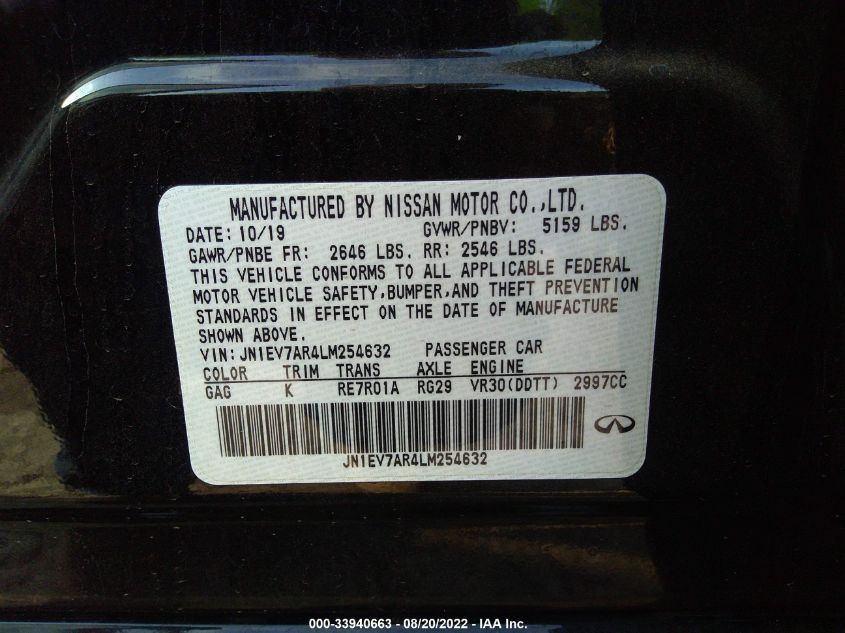 MANUFACTURED BY NISSAN MOTOR CO.,LTD.
DATE: 10/19 GVWR/PNBV: 5159 LBS.
GAWR/PNBE FR: 2646 LBS. RR: 2546 LBS.
THIS VEHICLE CONFORMS TO ALL APPLICABLE FEDERAL
MOTOR VEHICLE SAFETY,BUMPER,AND THEFT PREVENTION
STANDARDS IN EFFECT ON THE DATE OF MANUFACTURE
SHOWN ABOVE.
VIN: JN1EV7AR4LM254632 PASSENGER CAR
COLOR TRIM TRANS AXLE ENGINE
GAG K RE7R01A RG29 VR30(DDTT) 2997CC
JN1EV7AR4LM254632
000-33940663 - 08/20/2022 - IAA Inc.